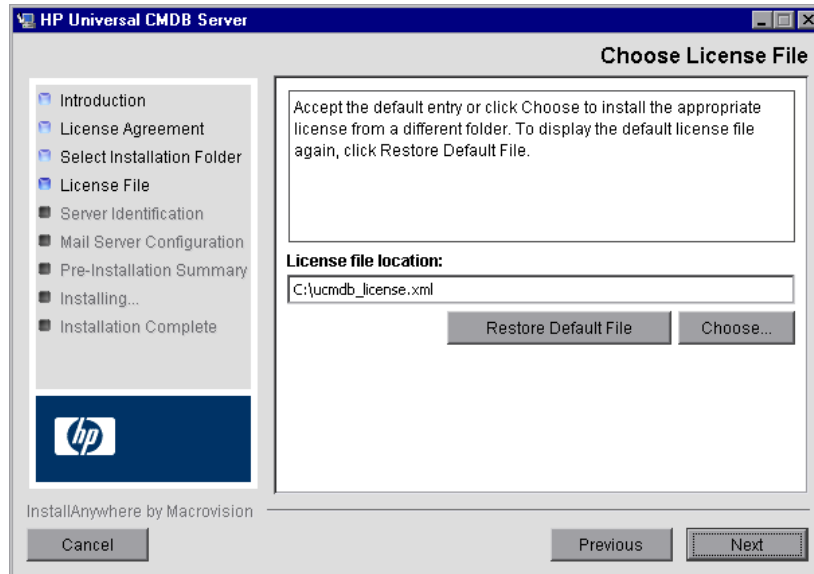 HP Universal CMDB Server
Choose License File
Introduction
License Agreement
Select Installation Folder
License File
Server Identification
Mail Server Configuration
Pre-Installation Summary
Installing...
Installation Complete
hp
Accept the default entry or click Choose to install the appropriate
license from a different folder. To display the default license file
again, click Restore Default File.
License file location:
C:\ucmdb_license.xml
Restore Default File
Choose...
InstallAnywhere by Macrovision
Cancel
Previous
Next